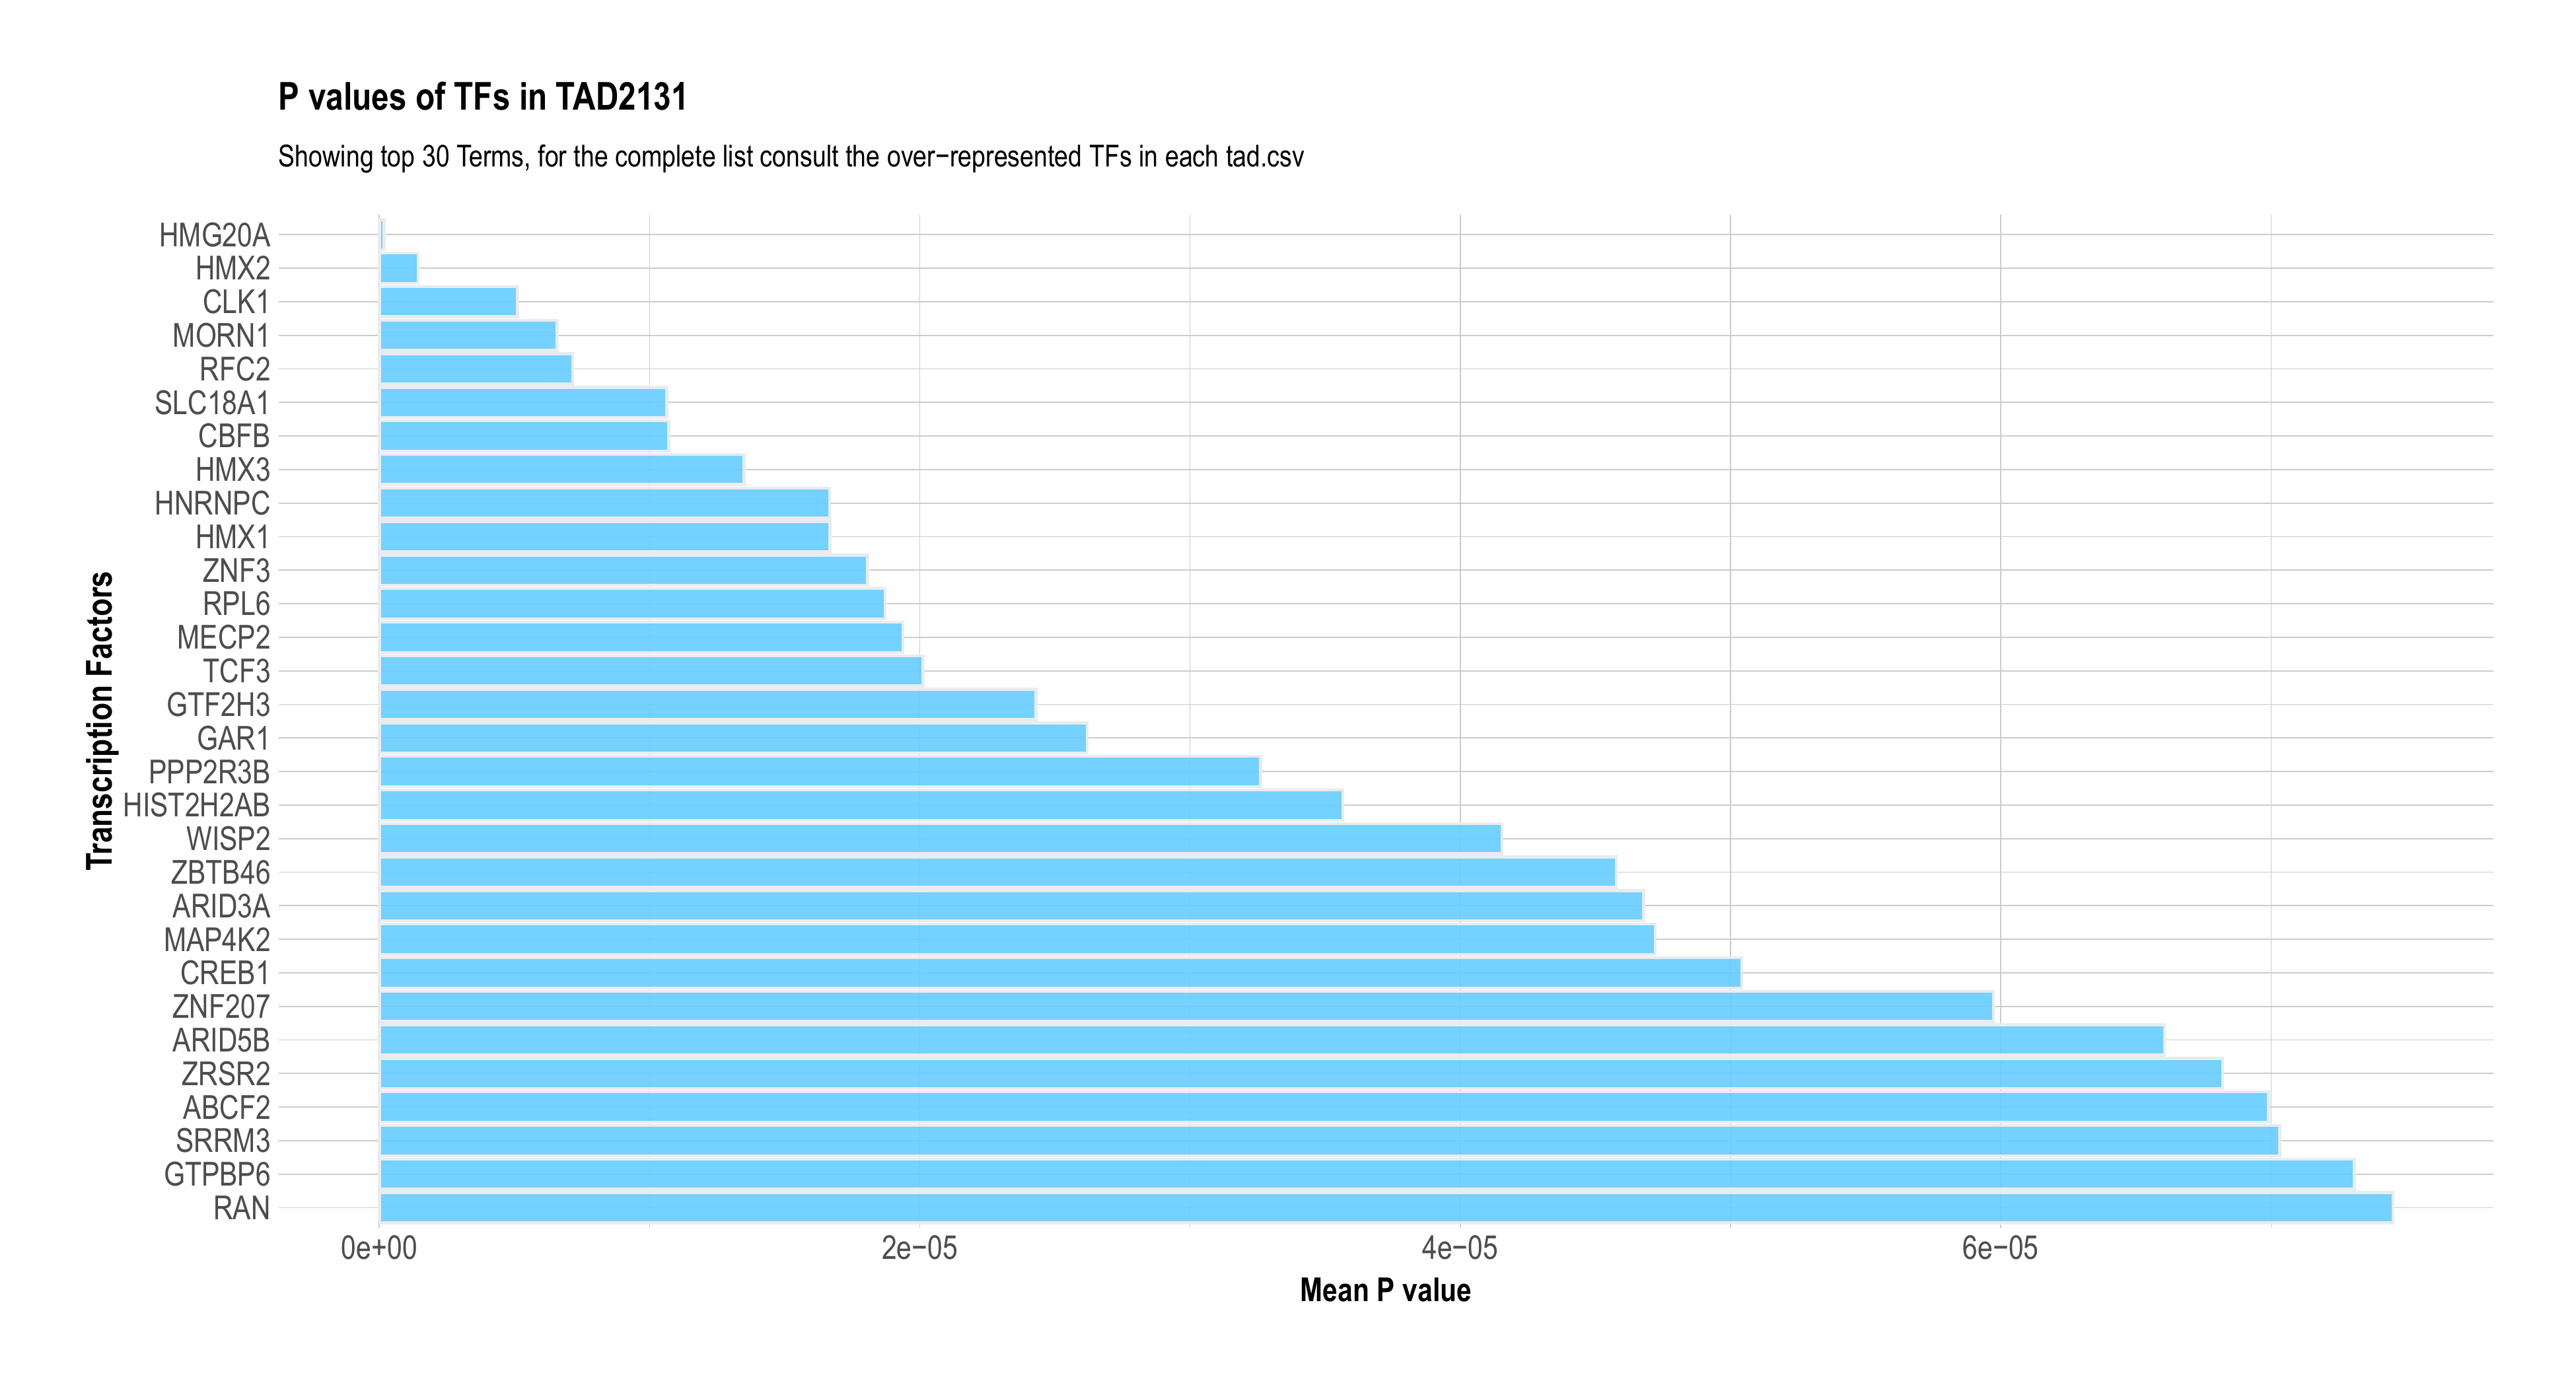 P values of TFs in TAD2131
Showing top 30 Terms, for the complete list consult the over−represented TFs in each tad.csv
Transcription Factors
HMG20A
HMX2
CLK1
MORN1
RFC2
SLC18A1
CBFB
HMX3
HNRNPC
HMX1
ZNF3
RPL6
MECP2
TCF3
GTF2H3
GAR1
PPP2R3B
HIST2H2AB
WISP2
ZBTB46
ARID3A
MAP4K2
CREB1
ZNF207
ARID5B
ZRSR2
ABCF2
SRRM3
GTPBP6
RAN
0e+00 2e−05 4e−05 6e−05
Mean P value